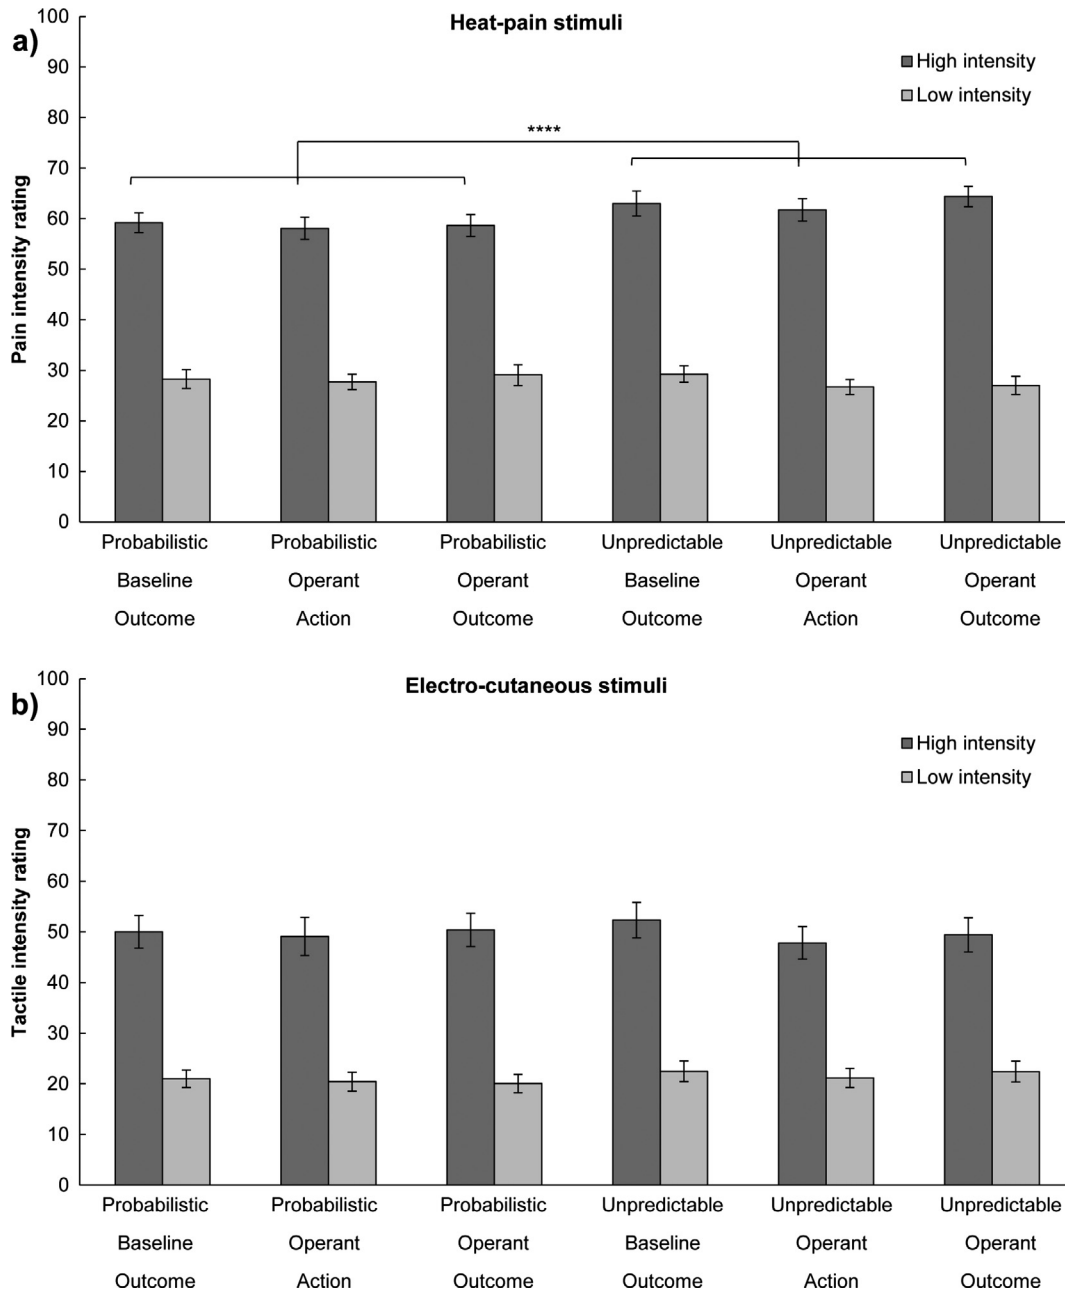 a)
Heat-pain stimuli
High intensity
Low intensity
****
Pain intensity rating
100
90
80
70
60
50
40
30
20
10
0
Probabilistic Probabilistic Probabilistic Unpredictable Unpredictable Unpredictable
Baseline Operant Operant Baseline Operant Operant
Outcome Action Outcome Outcome Action Outcome
b)
Electro-cutaneous stimuli
High intensity
Low intensity
Tactile intensity rating
100
90
80
70
60
50
40
30
20
10
0
Probabilistic Probabilistic Probabilistic Unpredictable Unpredictable Unpredictable
Baseline Operant Operant Baseline Operant Operant
Outcome Action Outcome Outcome Action Outcome